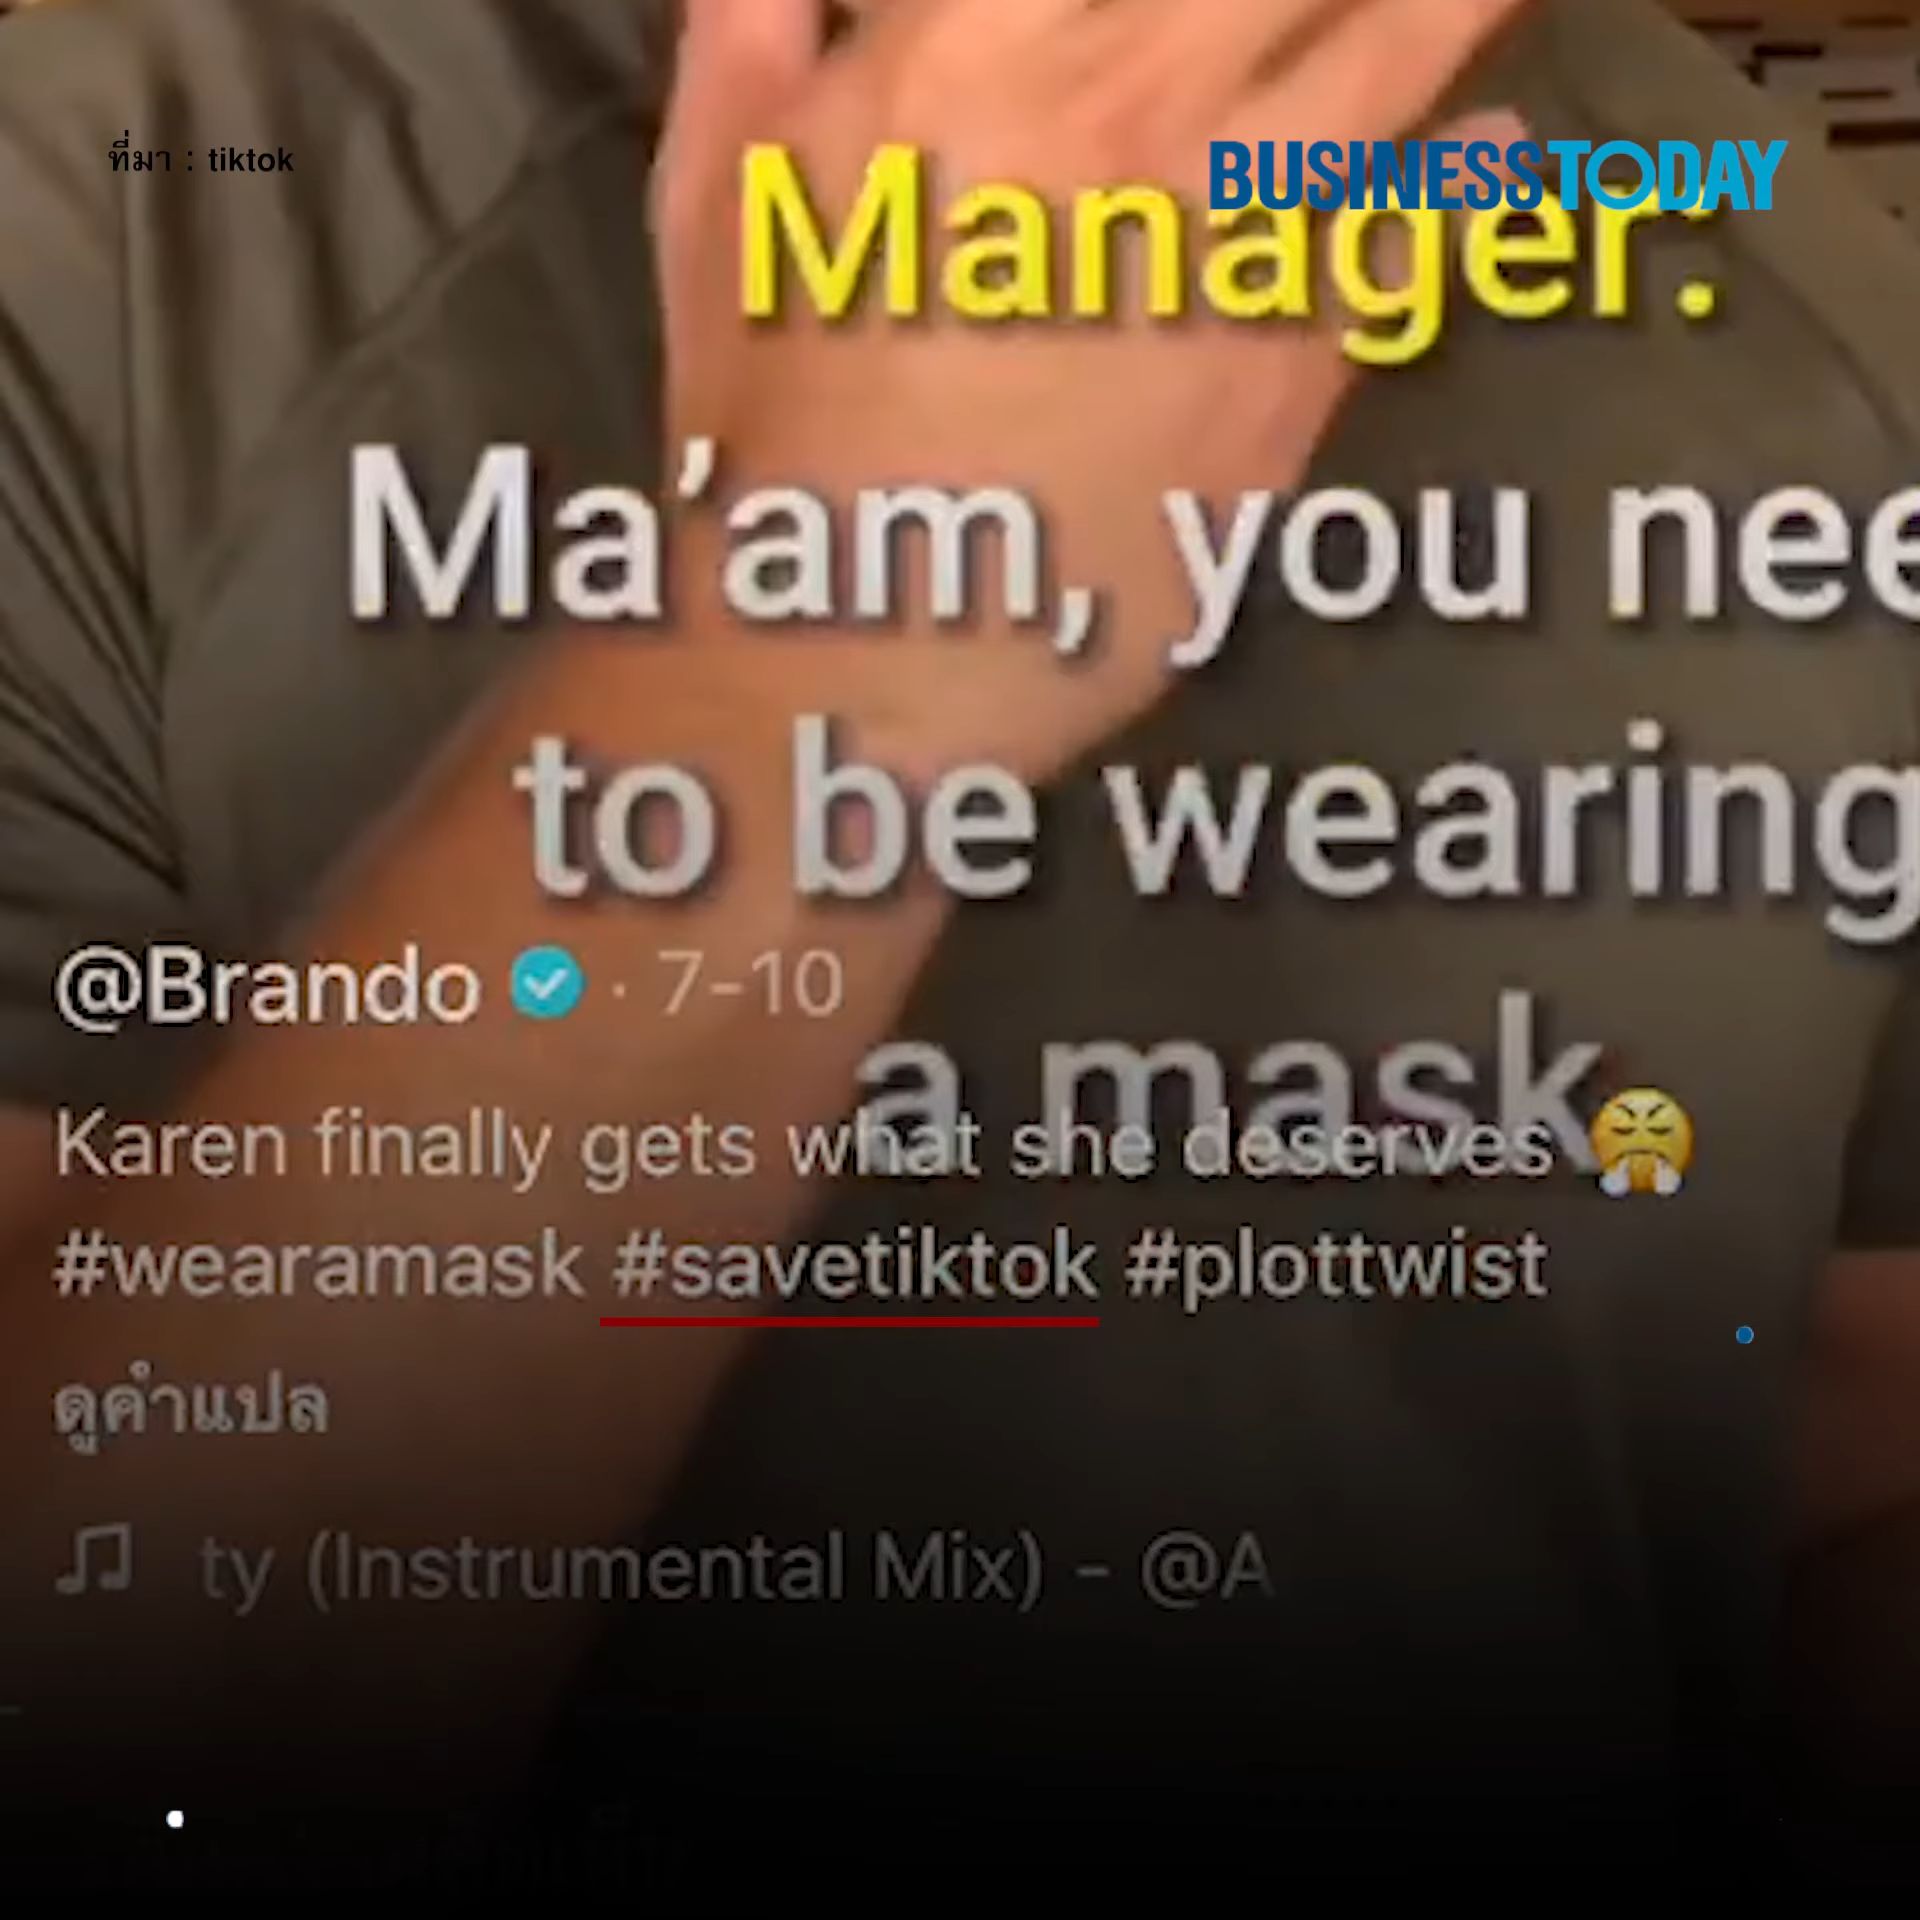 ที่มา : tiktok
BUSINESSTODAY
Manager:
Ma'am, you nee
to be wearing
a mask
@Brando · 7-10
Karen finally gets what she deserves 😤
#wearamask #savetiktok #plottwist
ดูคำแปล
ty (Instrumental Mix) - @A